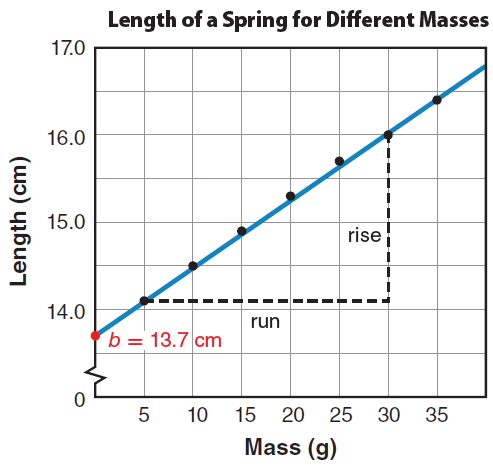 Length of a Spring for Different Masses
17.0
16.0
15.0
14.0
0
Length (cm)
rise
run
b = 13.7 cm
5 10 15 20 25 30 35
Mass (g)